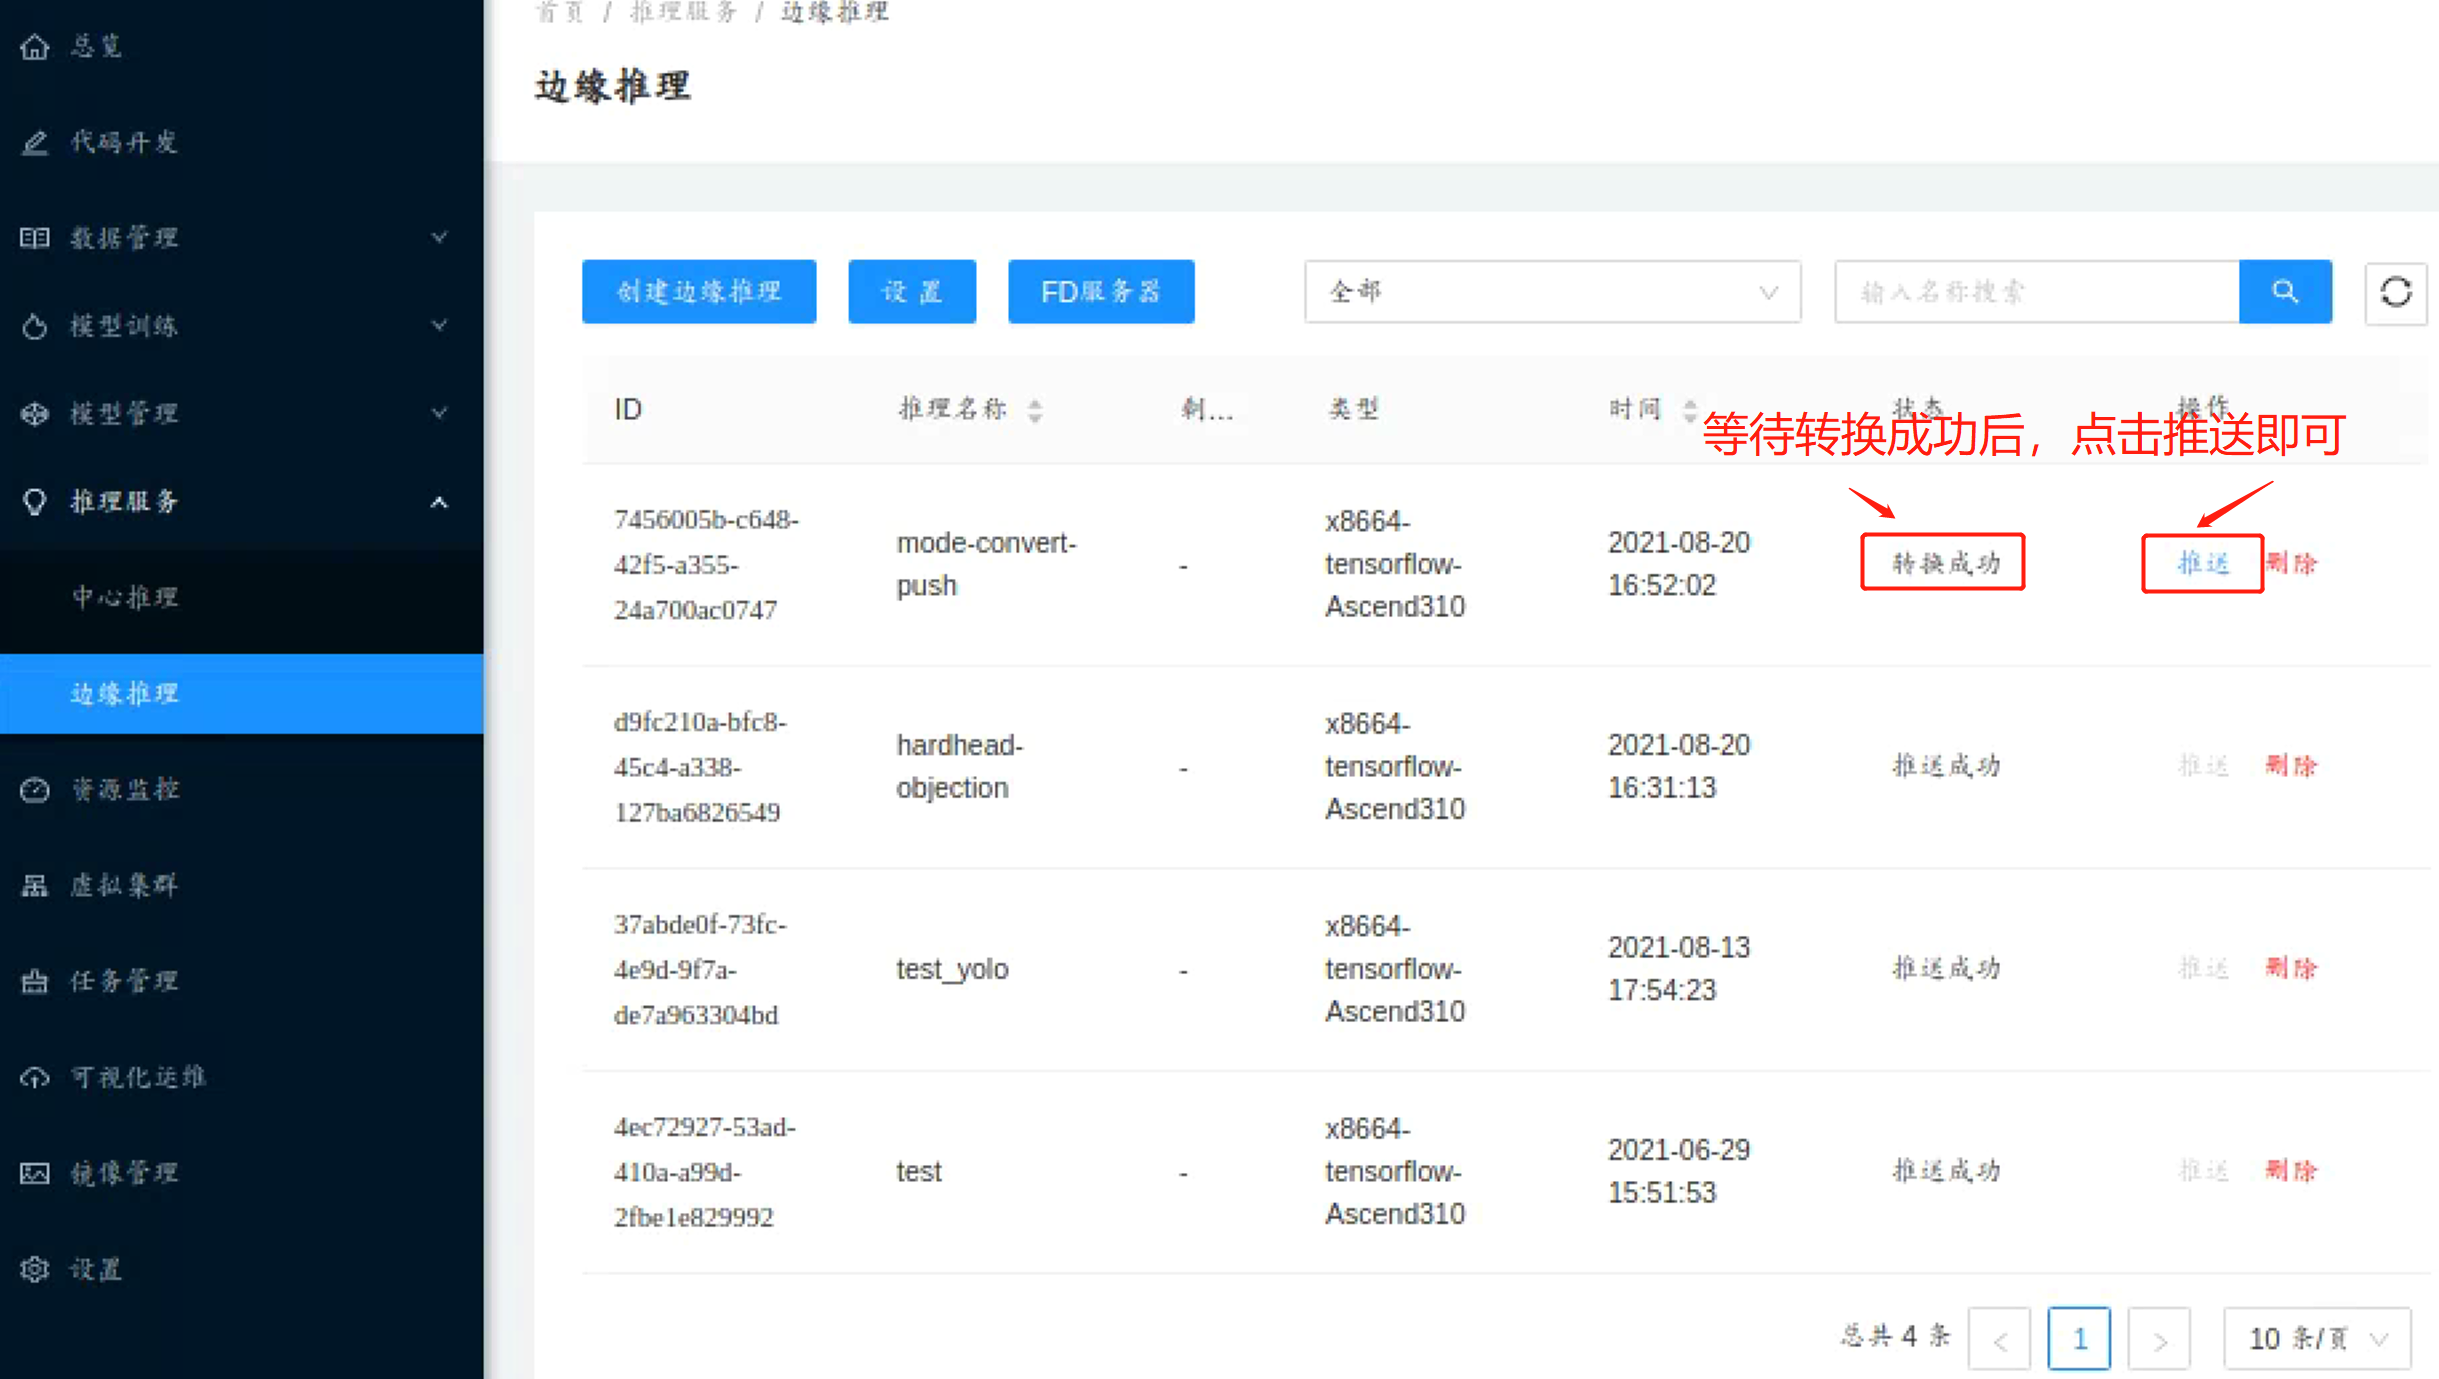 首页 / 推理服务 / 边缘推理
边缘推理
总览
代码开发
数据管理
模型训练
模型管理
推理服务
中心推理
边缘推理
资源监控
虚拟集群
任务管理
可视化运维
镜像管理
设置
创建边缘推理 设 置 FD服务器 全部 输入名称搜索
ID 推理名称 剩... 类型 时间 状态 操作
等待转换成功后，点击推送即可
7456005b-c648-
42f5-a355-
24a700ac0747
mode-convert-
push
-
x8664-
tensorflow-
Ascend310
2021-08-20
16:52:02
转换成功
推送 删除
d9fc210a-bfc8-
45c4-a338-
127ba6826549
hardhead-
objection
-
x8664-
tensorflow-
Ascend310
2021-08-20
16:31:13
推送成功
推送 删除
37abde0f-73fc-
4e9d-9f7a-
de7a963304bd
test_yolo
-
x8664-
tensorflow-
Ascend310
2021-08-13
17:54:23
推送成功
推送 删除
4ec72927-53ad-
410a-a99d-
2fbe1e829992
test
-
x8664-
tensorflow-
Ascend310
2021-06-29
15:51:53
推送成功
推送 删除
总共 4 条 < 1 > 10 条/页